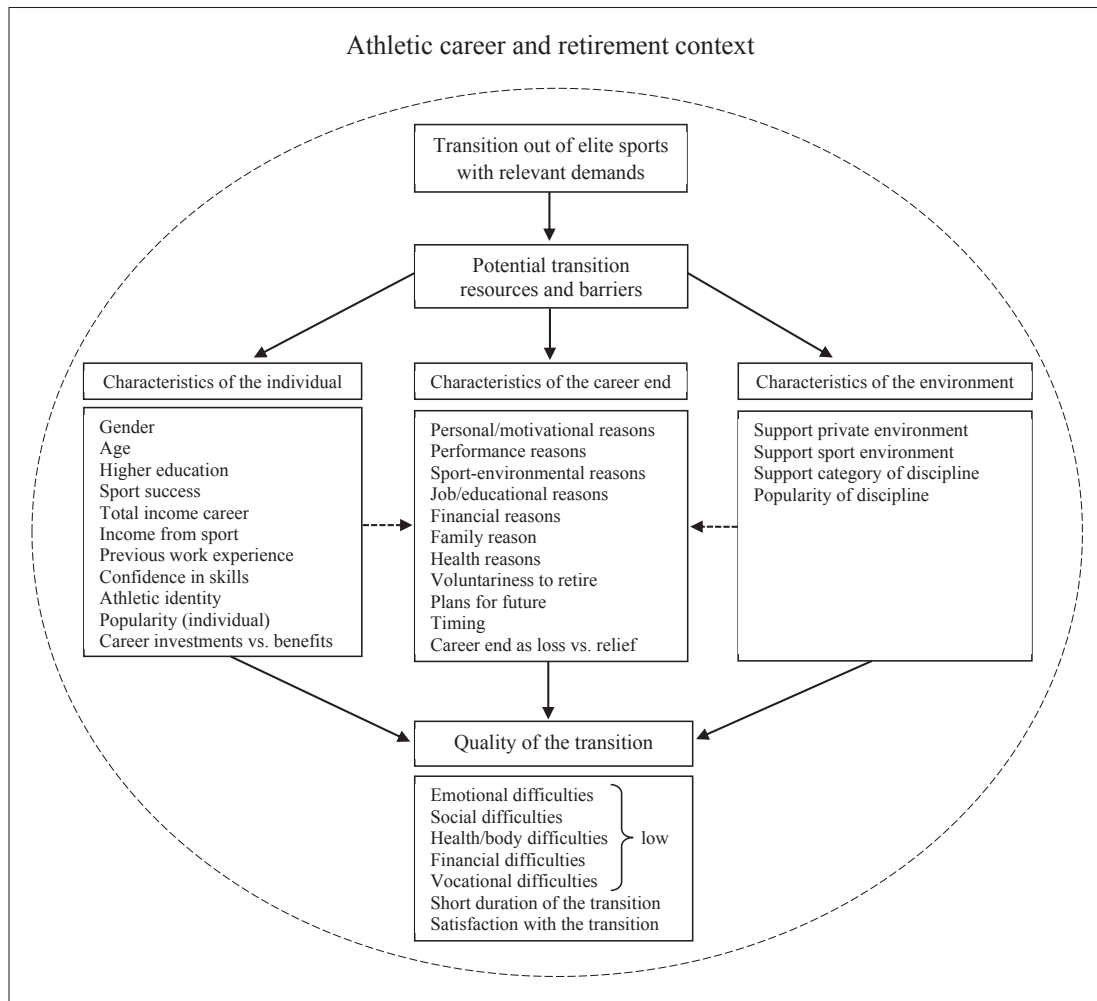 Athletic career and retirement context
Transition out of elite sports
with relevant demands
Potential transition
resources and barriers
Characteristics of the individual
Gender
Age
Higher education
Sport success
Total income career
Income from sport
Previous work experience
Confidence in skills
Athletic identity
Popularity (individual)
Career investments vs. benefits
Characteristics of the career end
Personal/motivational reasons
Performance reasons
Sport-environmental reasons
Job/educational reasons
Financial reasons
Family reason
Health reasons
Voluntariness to retire
Plans for future
Timing
Career end as loss vs. relief
Characteristics of the environment
Support private environment
Support sport environment
Support category of discipline
Popularity of discipline
Quality of the transition
Emotional difficulties
Social difficulties
Health/body difficulties
Financial difficulties
Vocational difficulties
low
Short duration of the transition
Satisfaction with the transition